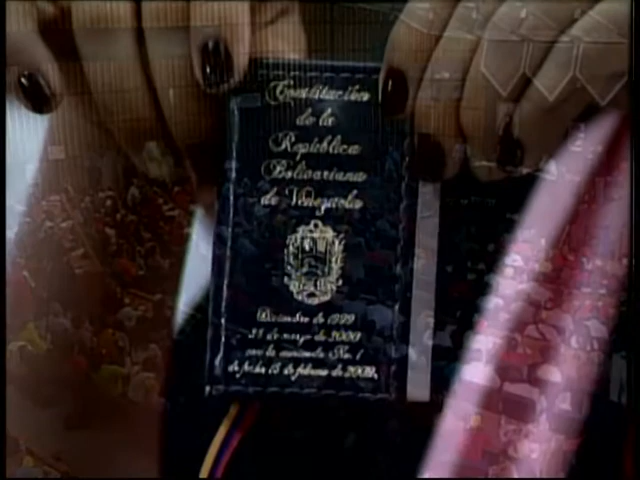 Constitución
de la
República
Bolivariana
de Venezuela
Diciembre de 1999
24 de marzo de 2000
con la enmienda No. 1
de fecha 15 de febrero de 2009.